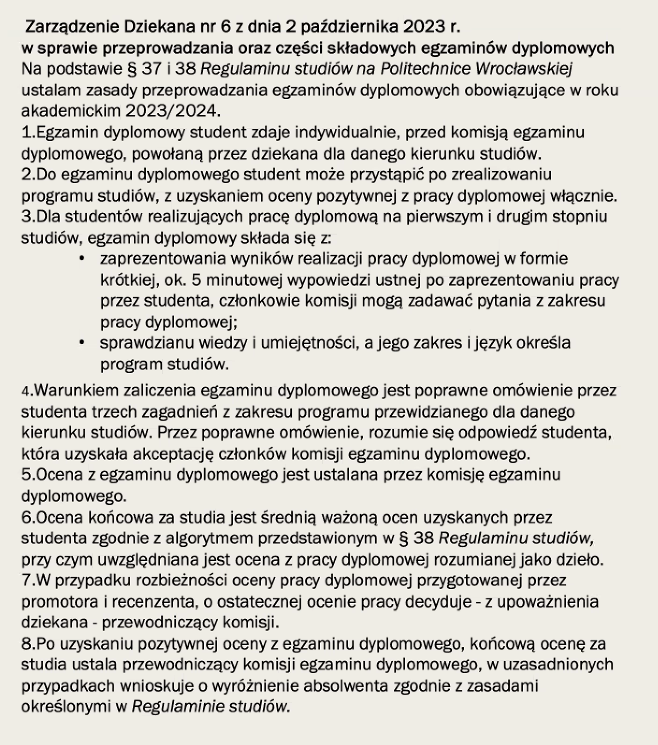 Zarządzenie Dziekana nr 6 z dnia 2 października 2023 r.
w sprawie przeprowadzania oraz części składowych egzaminów dyplomowych
Na podstawie § 37 i 38 Regulaminu studiów na Politechnice Wrocławskiej
ustalam zasady przeprowadzania egzaminów dyplomowych obowiązujące w roku
akademickim 2023/2024.
1.Egzamin dyplomowy student zdaje indywidualnie, przed komisją egzaminu
dyplomowego, powołaną przez dziekana dla danego kierunku studiów.
2.Do egzaminu dyplomowego student może przystąpić po zrealizowaniu
programu studiów, z uzyskaniem oceny pozytywnej z pracy dyplomowej włącznie.
3.Dla studentów realizujących pracę dyplomową na pierwszym i drugim stopniu
studiów, egzamin dyplomowy składa się z:
• zaprezentowania wyników realizacji pracy dyplomowej w formie
krótkiej, ok. 5 minutowej wypowiedzi ustnej po zaprezentowaniu pracy
przez studenta, członkowie komisji mogą zadawać pytania z zakresu
pracy dyplomowej;
• sprawdzianu wiedzy i umiejętności, a jego zakres i język określa
program studiów.
4.Warunkiem zaliczenia egzaminu dyplomowego jest poprawne omówienie przez
studenta trzech zagadnień z zakresu programu przewidzianego dla danego
kierunku studiów. Przez poprawne omówienie, rozumie się odpowiedź studenta,
która uzyskała akceptację członków komisji egzaminu dyplomowego.
5.Ocena z egzaminu dyplomowego jest ustalana przez komisję egzaminu
dyplomowego.
6.Ocena końcowa za studia jest średnią ważoną ocen uzyskanych przez
studenta zgodnie z algorytmem przedstawionym w § 38 Regulaminu studiów,
przy czym uwzględniana jest ocena z pracy dyplomowej rozumianej jako dzieło.
7.W przypadku rozbieżności oceny pracy dyplomowej przygotowanej przez
promotora i recenzenta, o ostatecznej ocenie pracy decyduje - z upoważnienia
dziekana - przewodniczący komisji.
8.Po uzyskaniu pozytywnej oceny z egzaminu dyplomowego, końcową ocenę za
studia ustala przewodniczący komisji egzaminu dyplomowego, w uzasadnionych
przypadkach wnioskuje o wyróżnienie absolwenta zgodnie z zasadami
określonymi w Regulaminie studiów.